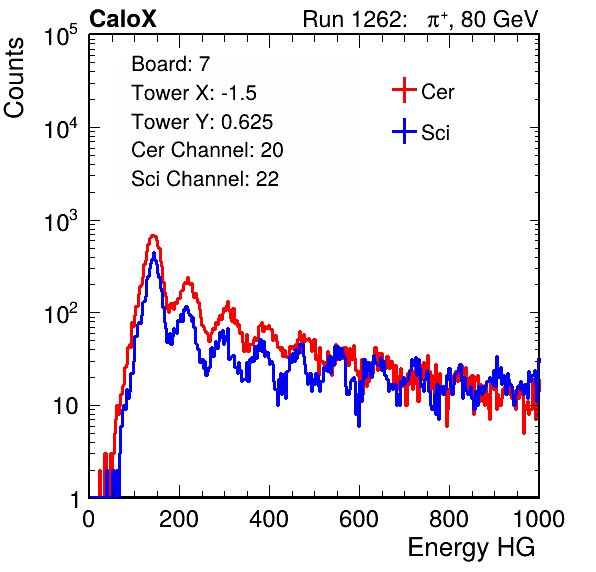 CaloX Run 1262: π⁺, 80 GeV
Counts
10⁵
10⁴
10³
10²
10
1
Board: 7
Tower X: -1.5
Tower Y: 0.625
Cer Channel: 20
Sci Channel: 22
Cer
Sci
0 200 400 600 800 1000
Energy HG